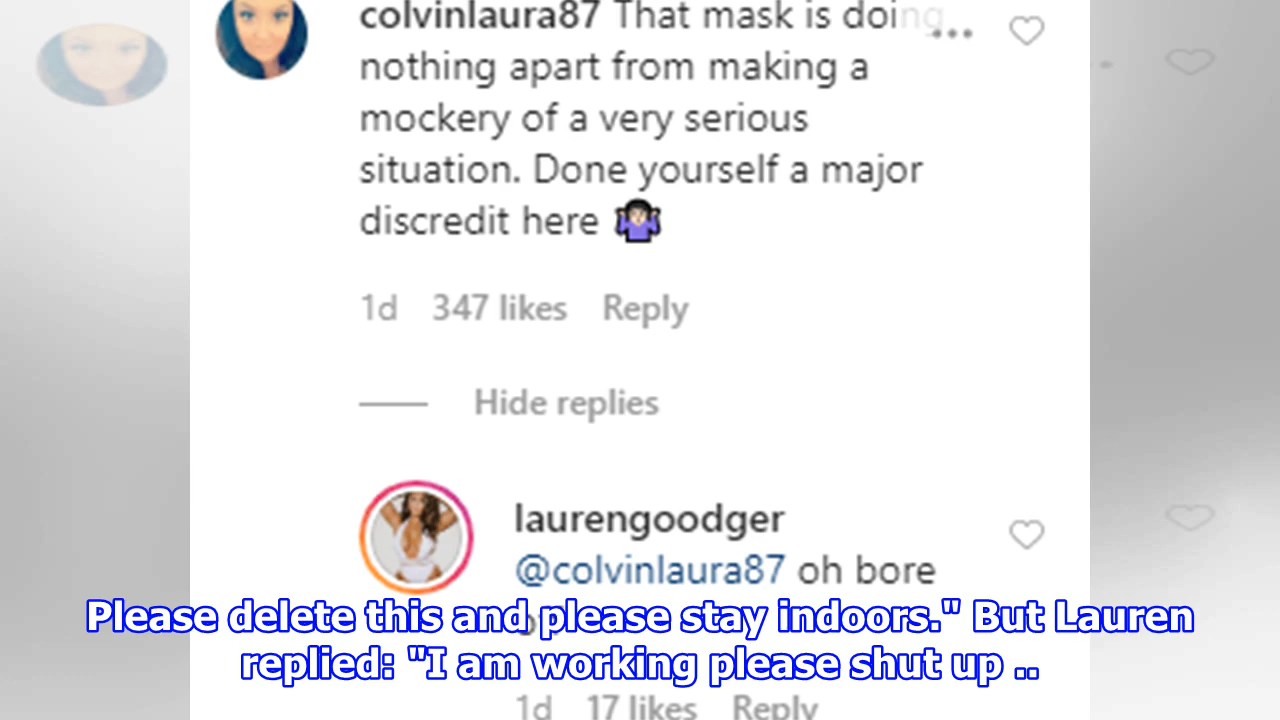 colvinlaura87 That mask is doing
nothing apart from making a
mockery of a very serious
situation. Done yourself a major
discredit here 🤷🏻‍♀️
1d 347 likes Reply
Hide replies
laurengoodger
@colvinlaura87 oh bore
Please delete this and please stay indoors." But Lauren
replied: "I am working please shut up ..
1d 17 likes Reply